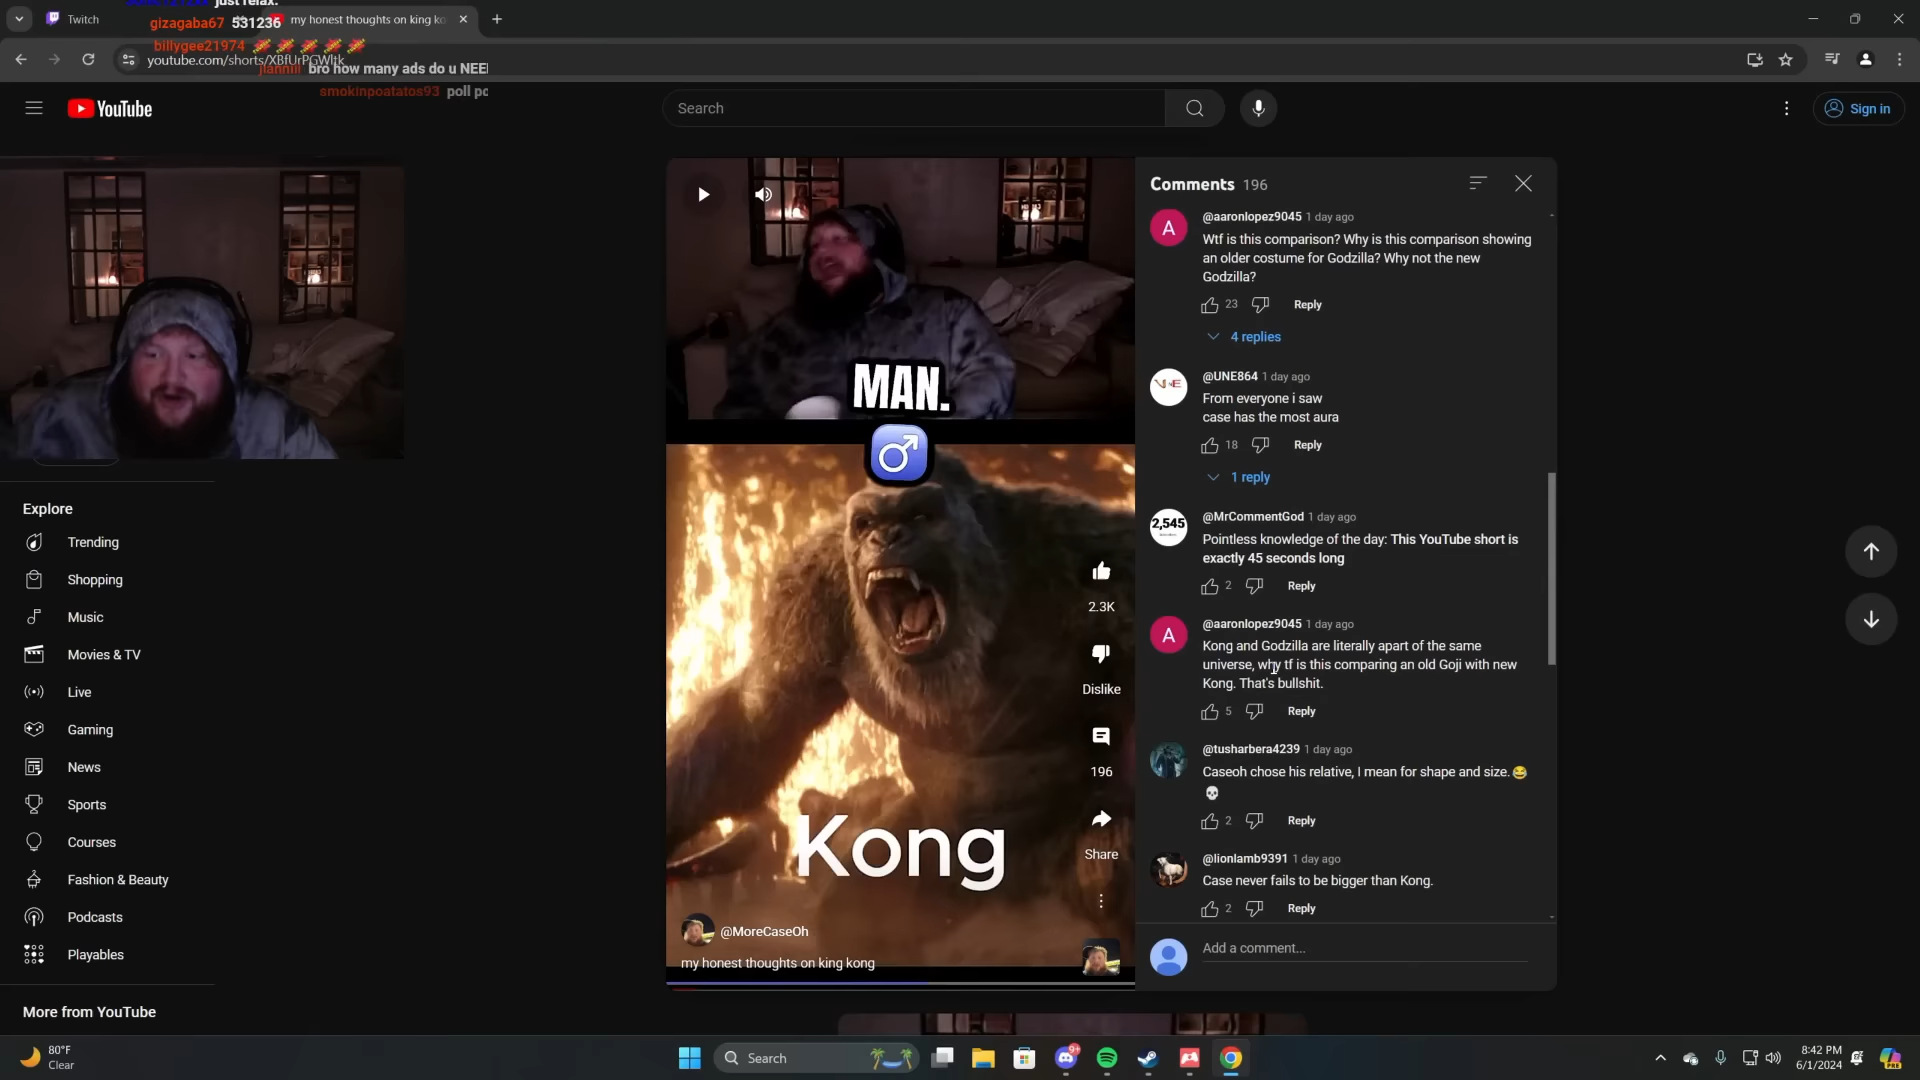 just relax.
Twitch
gizagaba67 531236
my honest thoughts on king ko
billygee21974
youtube.com/shorts/XBfUrPGWltk
jlannili bro how many ads do u NEE
smokinpoatatos93 poll po
YouTube
Search
Sign in
Explore
Trending
Shopping
Music
Movies & TV
Live
Gaming
News
Sports
Courses
Fashion & Beauty
Podcasts
Playables
More from YouTube
MAN.
Kong
2.3K
Dislike
196
Share
@MoreCaseOh
my honest thoughts on king kong
Comments 196
@aaronlopez9045 1 day ago
Wtf is this comparison? Why is this comparison showing
an older costume for Godzilla? Why not the new
Godzilla?
23 Reply
4 replies
@UNE864 1 day ago
From everyone i saw
case has the most aura
18 Reply
1 reply
2,545
@MrCommentGod 1 day ago
Pointless knowledge of the day: This YouTube short is
exactly 45 seconds long
2 Reply
A
@aaronlopez9045 1 day ago
Kong and Godzilla are literally apart of the same
universe, why tf is this comparing an old Goji with new
Kong. That's bullshit.
5 Reply
@tusharbera4239 1 day ago
Caseoh chose his relative, I mean for shape and size.😂
💀
2 Reply
@lionlamb9391 1 day ago
Case never fails to be bigger than Kong.
2 Reply
Add a comment...
80°F
Clear
Search
9+
8:42 PM
6/1/2024